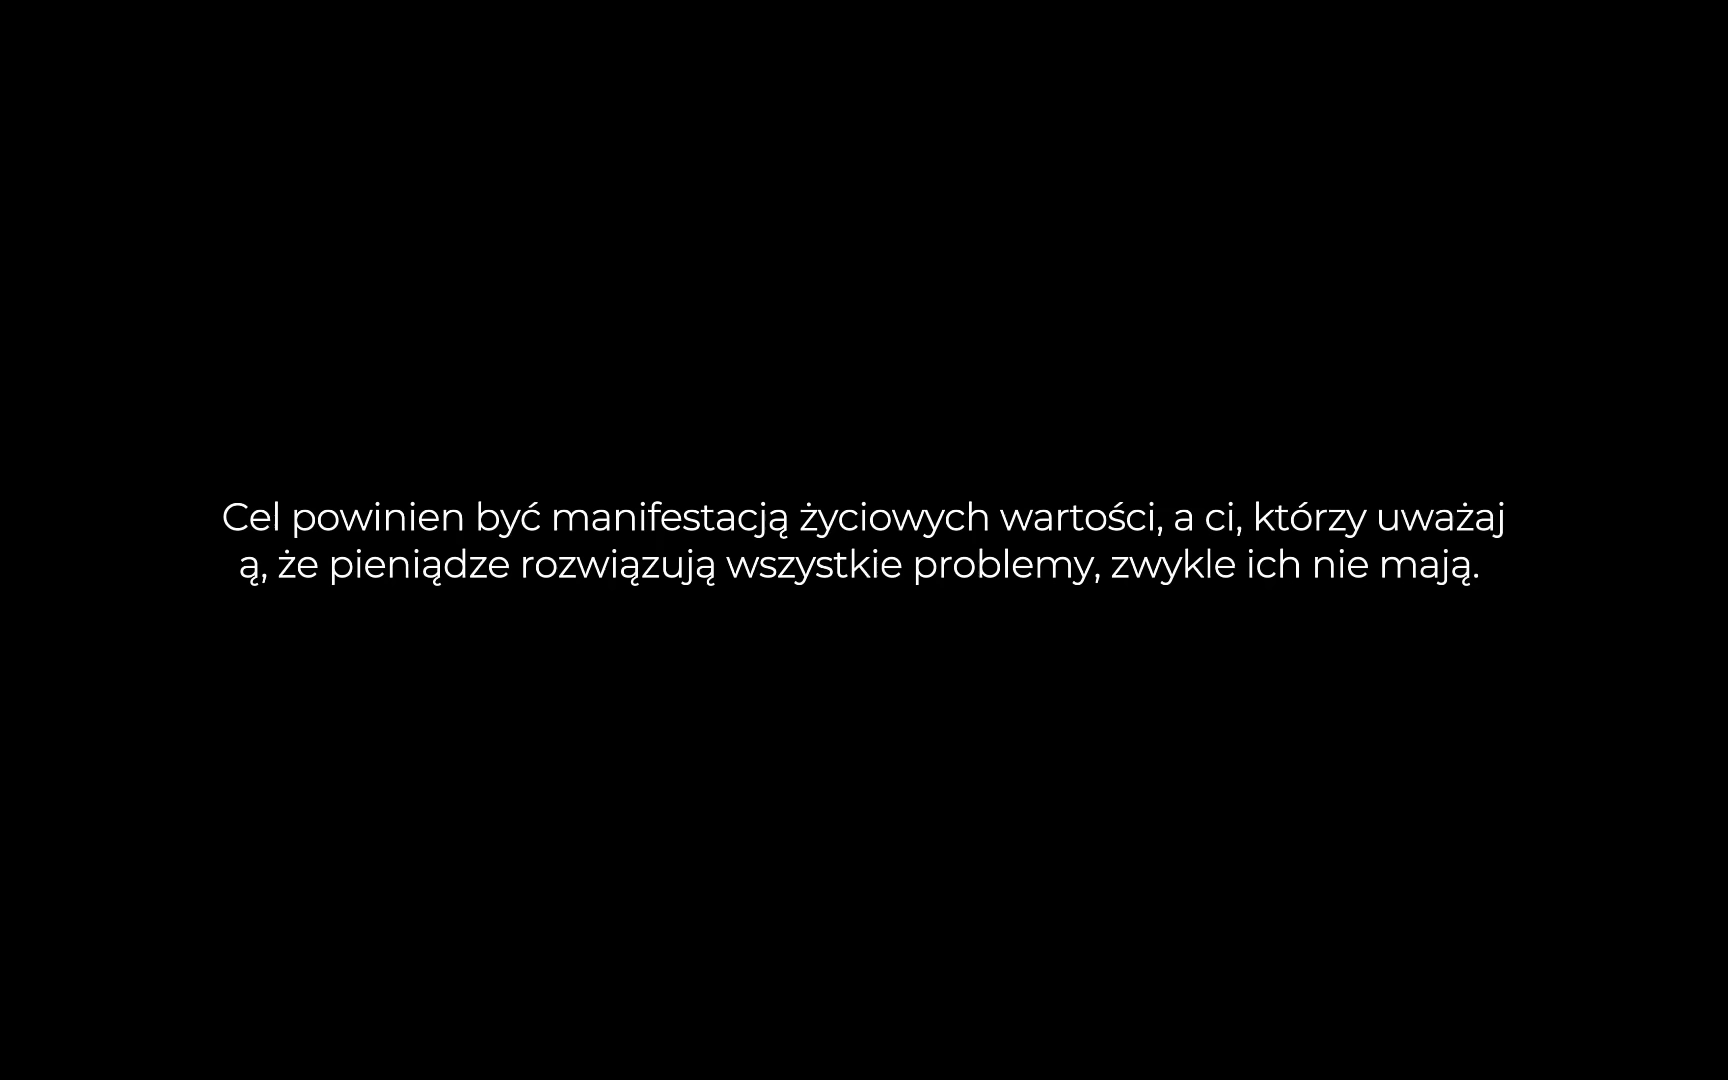 Cel powinien być manifestacją życiowych wartości, a ci, którzy uważaj
ą, że pieniądze rozwiązują wszystkie problemy, zwykle ich nie mają.